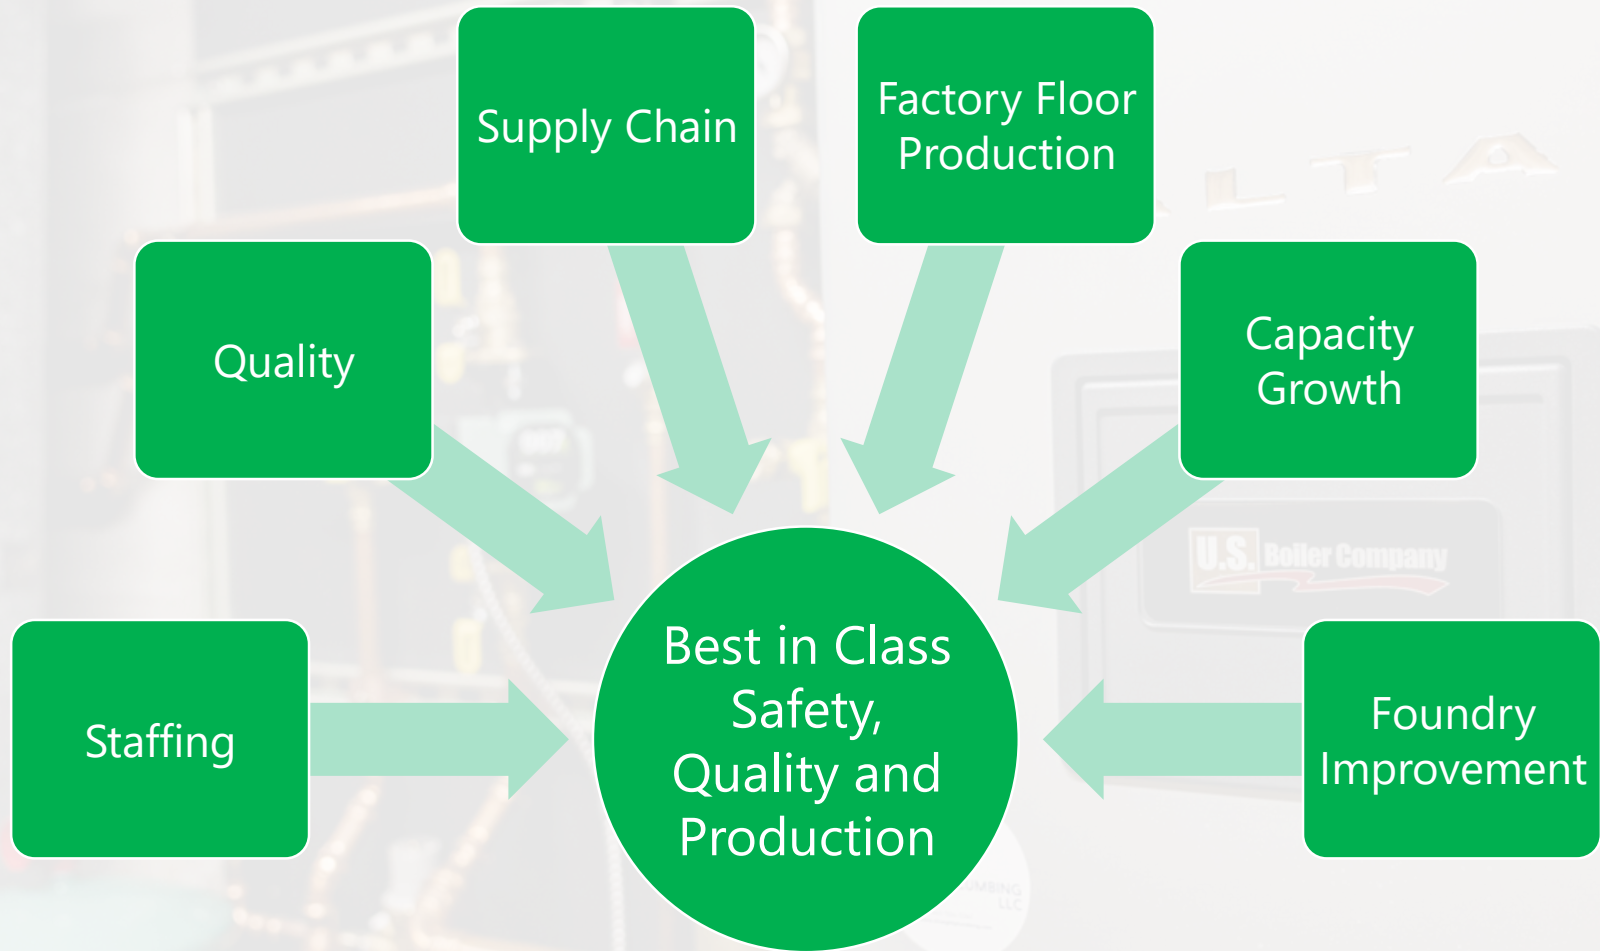 Supply Chain
Factory Floor
Production
Quality
Capacity
Growth
Staffing
Best in Class
Safety,
Quality and
Production
Foundry
Improvement
L T A
U.S. Boiler Company
LLC